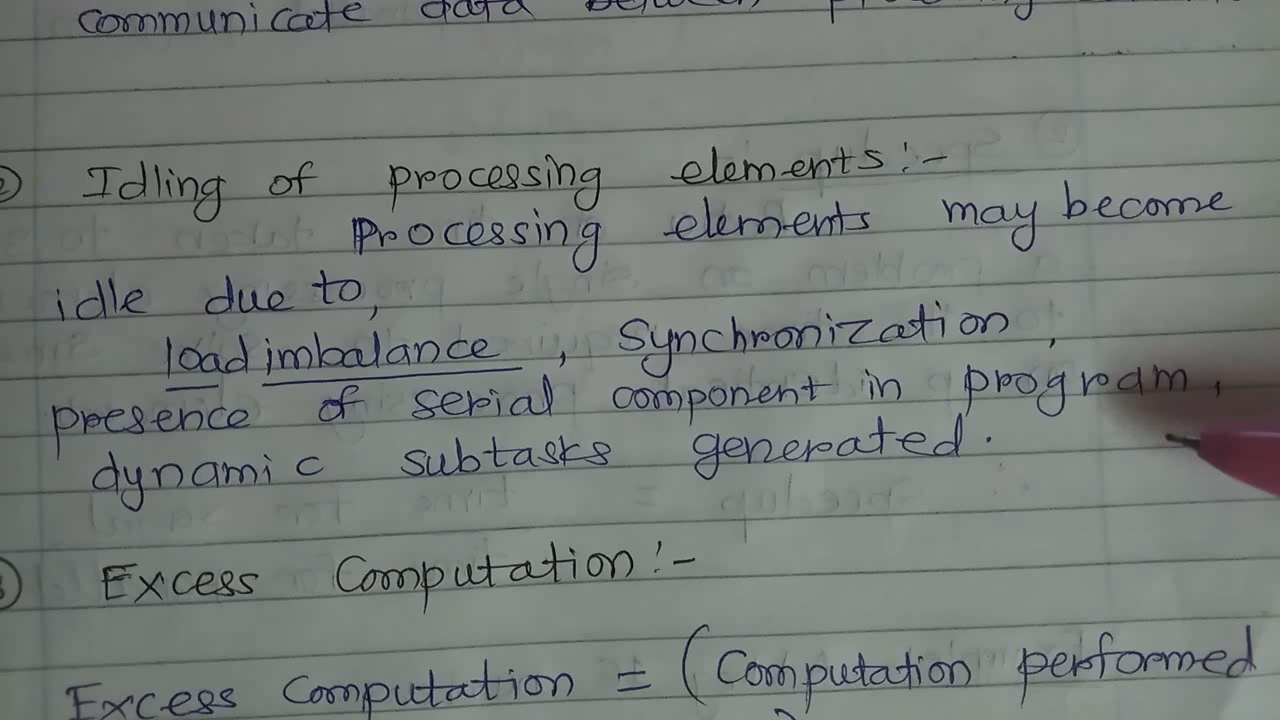 communicate data between
② Idling of processing elements:-
processing elements may become
idle due to,
load imbalance, Synchronization,
presence of serial component in program,
dynamic subtasks generated.
Excess Computation:-
Excess Computation = (Computation performed